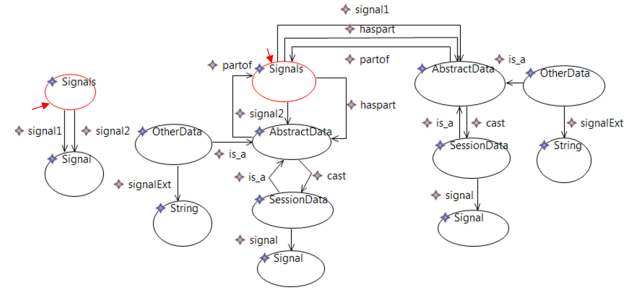 signal1
haspart
partof
Signals
partof
Signals
AbstractData
is_a
OtherData
haspart
signal2
signal1
signal2
OtherData
AbstractData
is_a
cast
signalExt
SessionData
Signal
is_a
is_a
cast
String
signalExt
SessionData
signal
String
Signal
signal
Signal